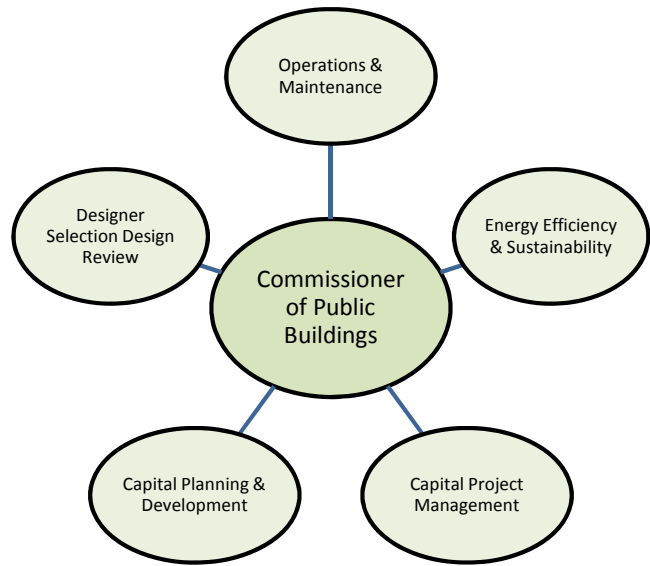 Operations &
Maintenance
Designer
Selection Design
Review
Energy Efficiency
& Sustainability
Commissioner
of Public
Buildings
Capital Planning &
Development
Capital Project
Management